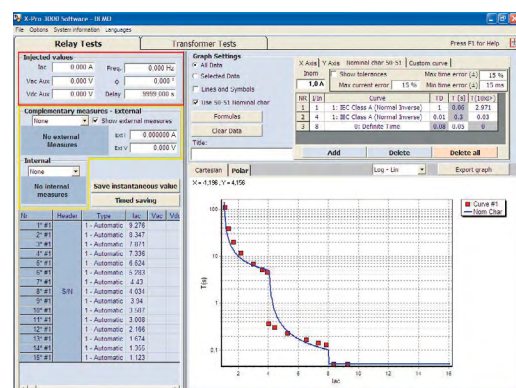 X-Pro 3000 Software - DEMO
File Options System information Languages
Relay Tests Transformer Tests Press F1 for Help
Injected values
Iac 0.000 A Freq. 0.000 Hz
Vac Aux 0.000 V φ 0.000 °
Vdc Aux 0.000 V Delay 9999.000 s
Complementary measures - External
None Show external measures
No external Measures
Ext I 0.000000 A
Ext V 0.000 V
Internal
None
No internal measures
Save instantaneous value
Timed saving
Graph Settings
All Data
Selected Data
Lines and Symbols
Use 50-51 Nominal char
Formulas
Clear Data
Title:
X Axis Y Axis Nominal char 50-51 Custom curve
Inom Show tolerances Max time error (±) 15 %
1,0 A Max current error 15 % Min time error (±) 15 ms
NR I/In Curve TD T [s] T(10xI>)
1 1 1: IEC Class A (Normal Inverse) 1 0.06 2.971
2 4 1: IEC Class A (Normal Inverse) 0.01 0.3 0.03
3 8 0: Definite Time 0.08 0.05 0
Add Delete Delete all
Cartesian Polar Log - Lin Export graph
X = -1,196 , Y = 4,156
Nr Header Type Iac Vac Vdc
1° #1 1 - Automatic 9.276
2° #1 1 - Automatic 8.347
3° #1 1 - Automatic 7.871
4° #1 1 - Automatic 7.336
5° #1 1 - Automatic 6.624
6° #1 1 - Automatic 5.283
7° #1 1 - Automatic 4.43
8° #1 S/N 1 - Automatic 4.034
9° #1 1 - Automatic 3.94
10° #1 1 - Automatic 3.587
11° #1 1 - Automatic 3.008
12° #1 1 - Automatic 2.166
13° #1 1 - Automatic 1.674
14° #1 1 - Automatic 1.355
15° #1 1 - Automatic 1.123
Curve #1
Nom Char
T(s)
100
10
1
0.1
2 4 6 8 10 12 14 16
Iac